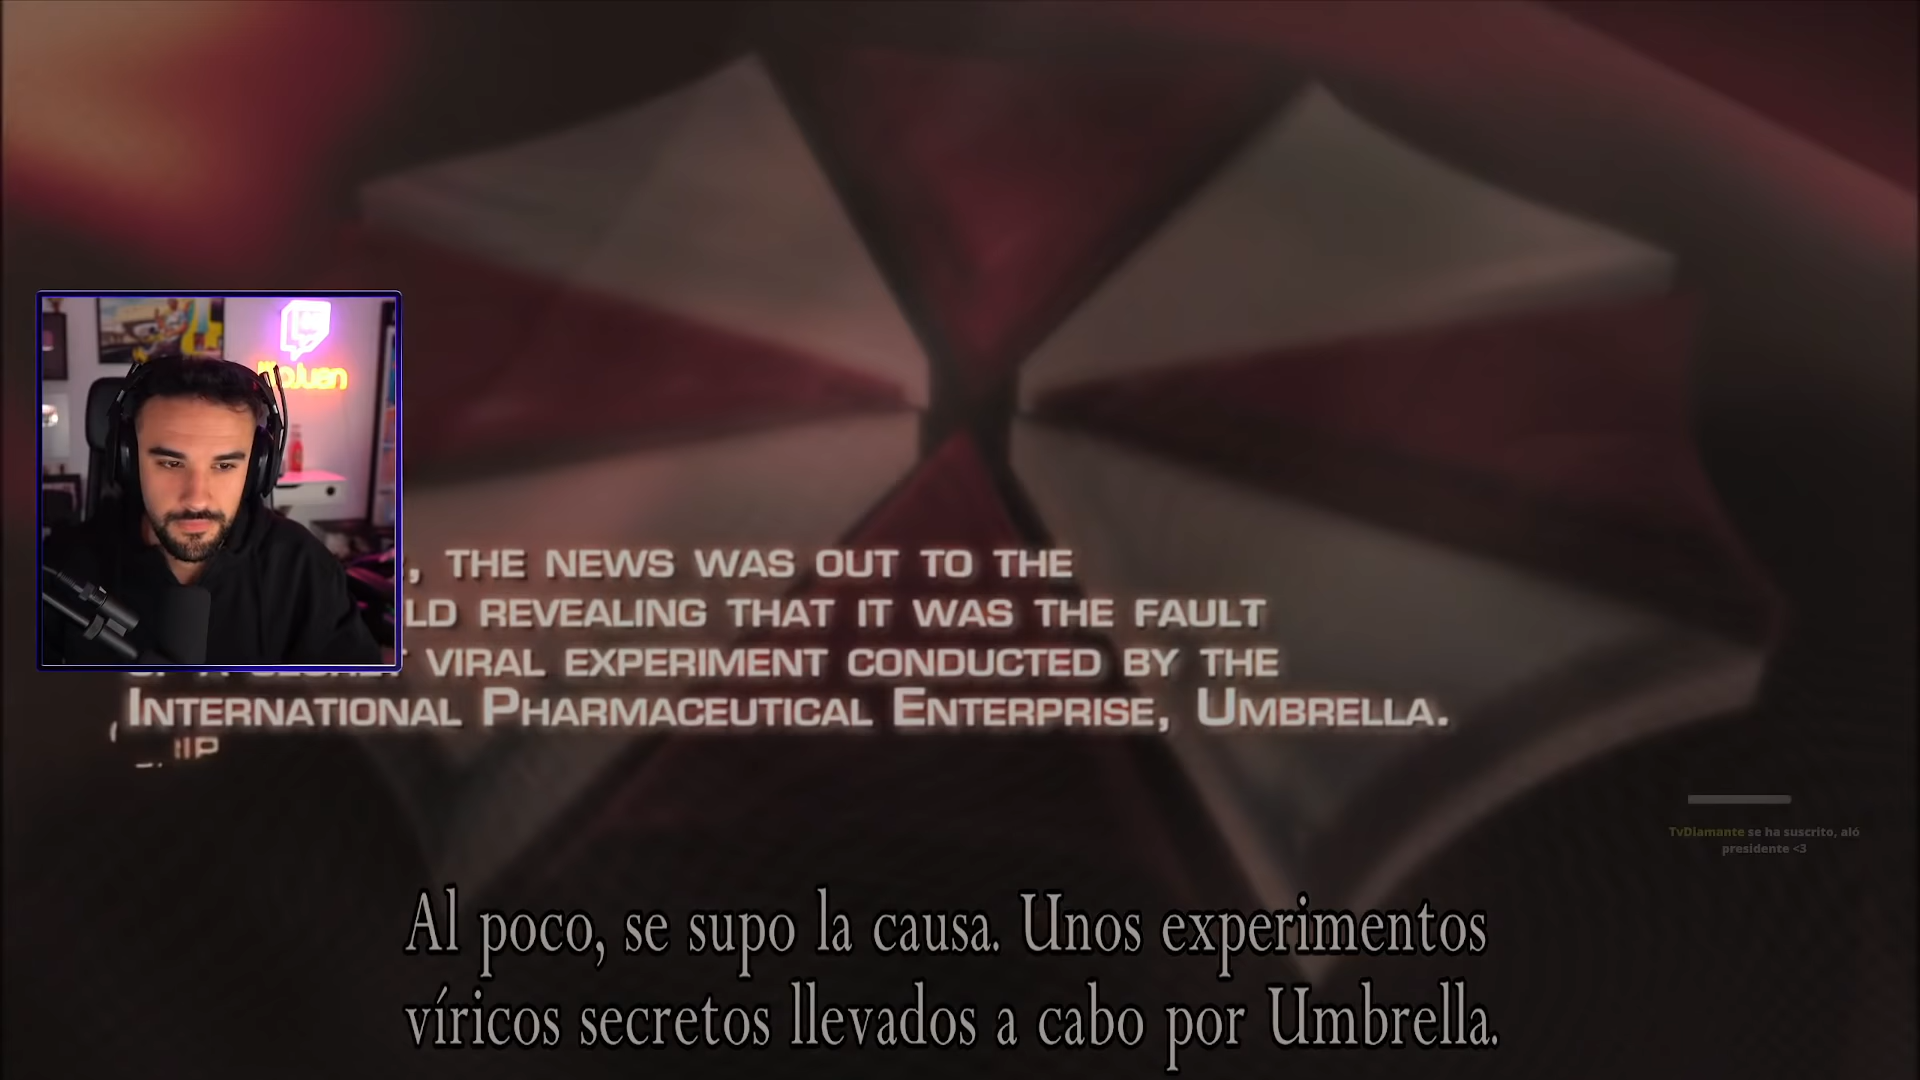 , THE NEWS WAS OUT TO THE
LD REVEALING THAT IT WAS THE FAULT
VIRAL EXPERIMENT CONDUCTED BY THE
INTERNATIONAL PHARMACEUTICAL ENTERPRISE, UMBRELLA.
TvDiamante se ha suscrito, aló
presidente <3
Al poco, se supo la causa. Unos experimentos
víricos secretos llevados a cabo por Umbrella.